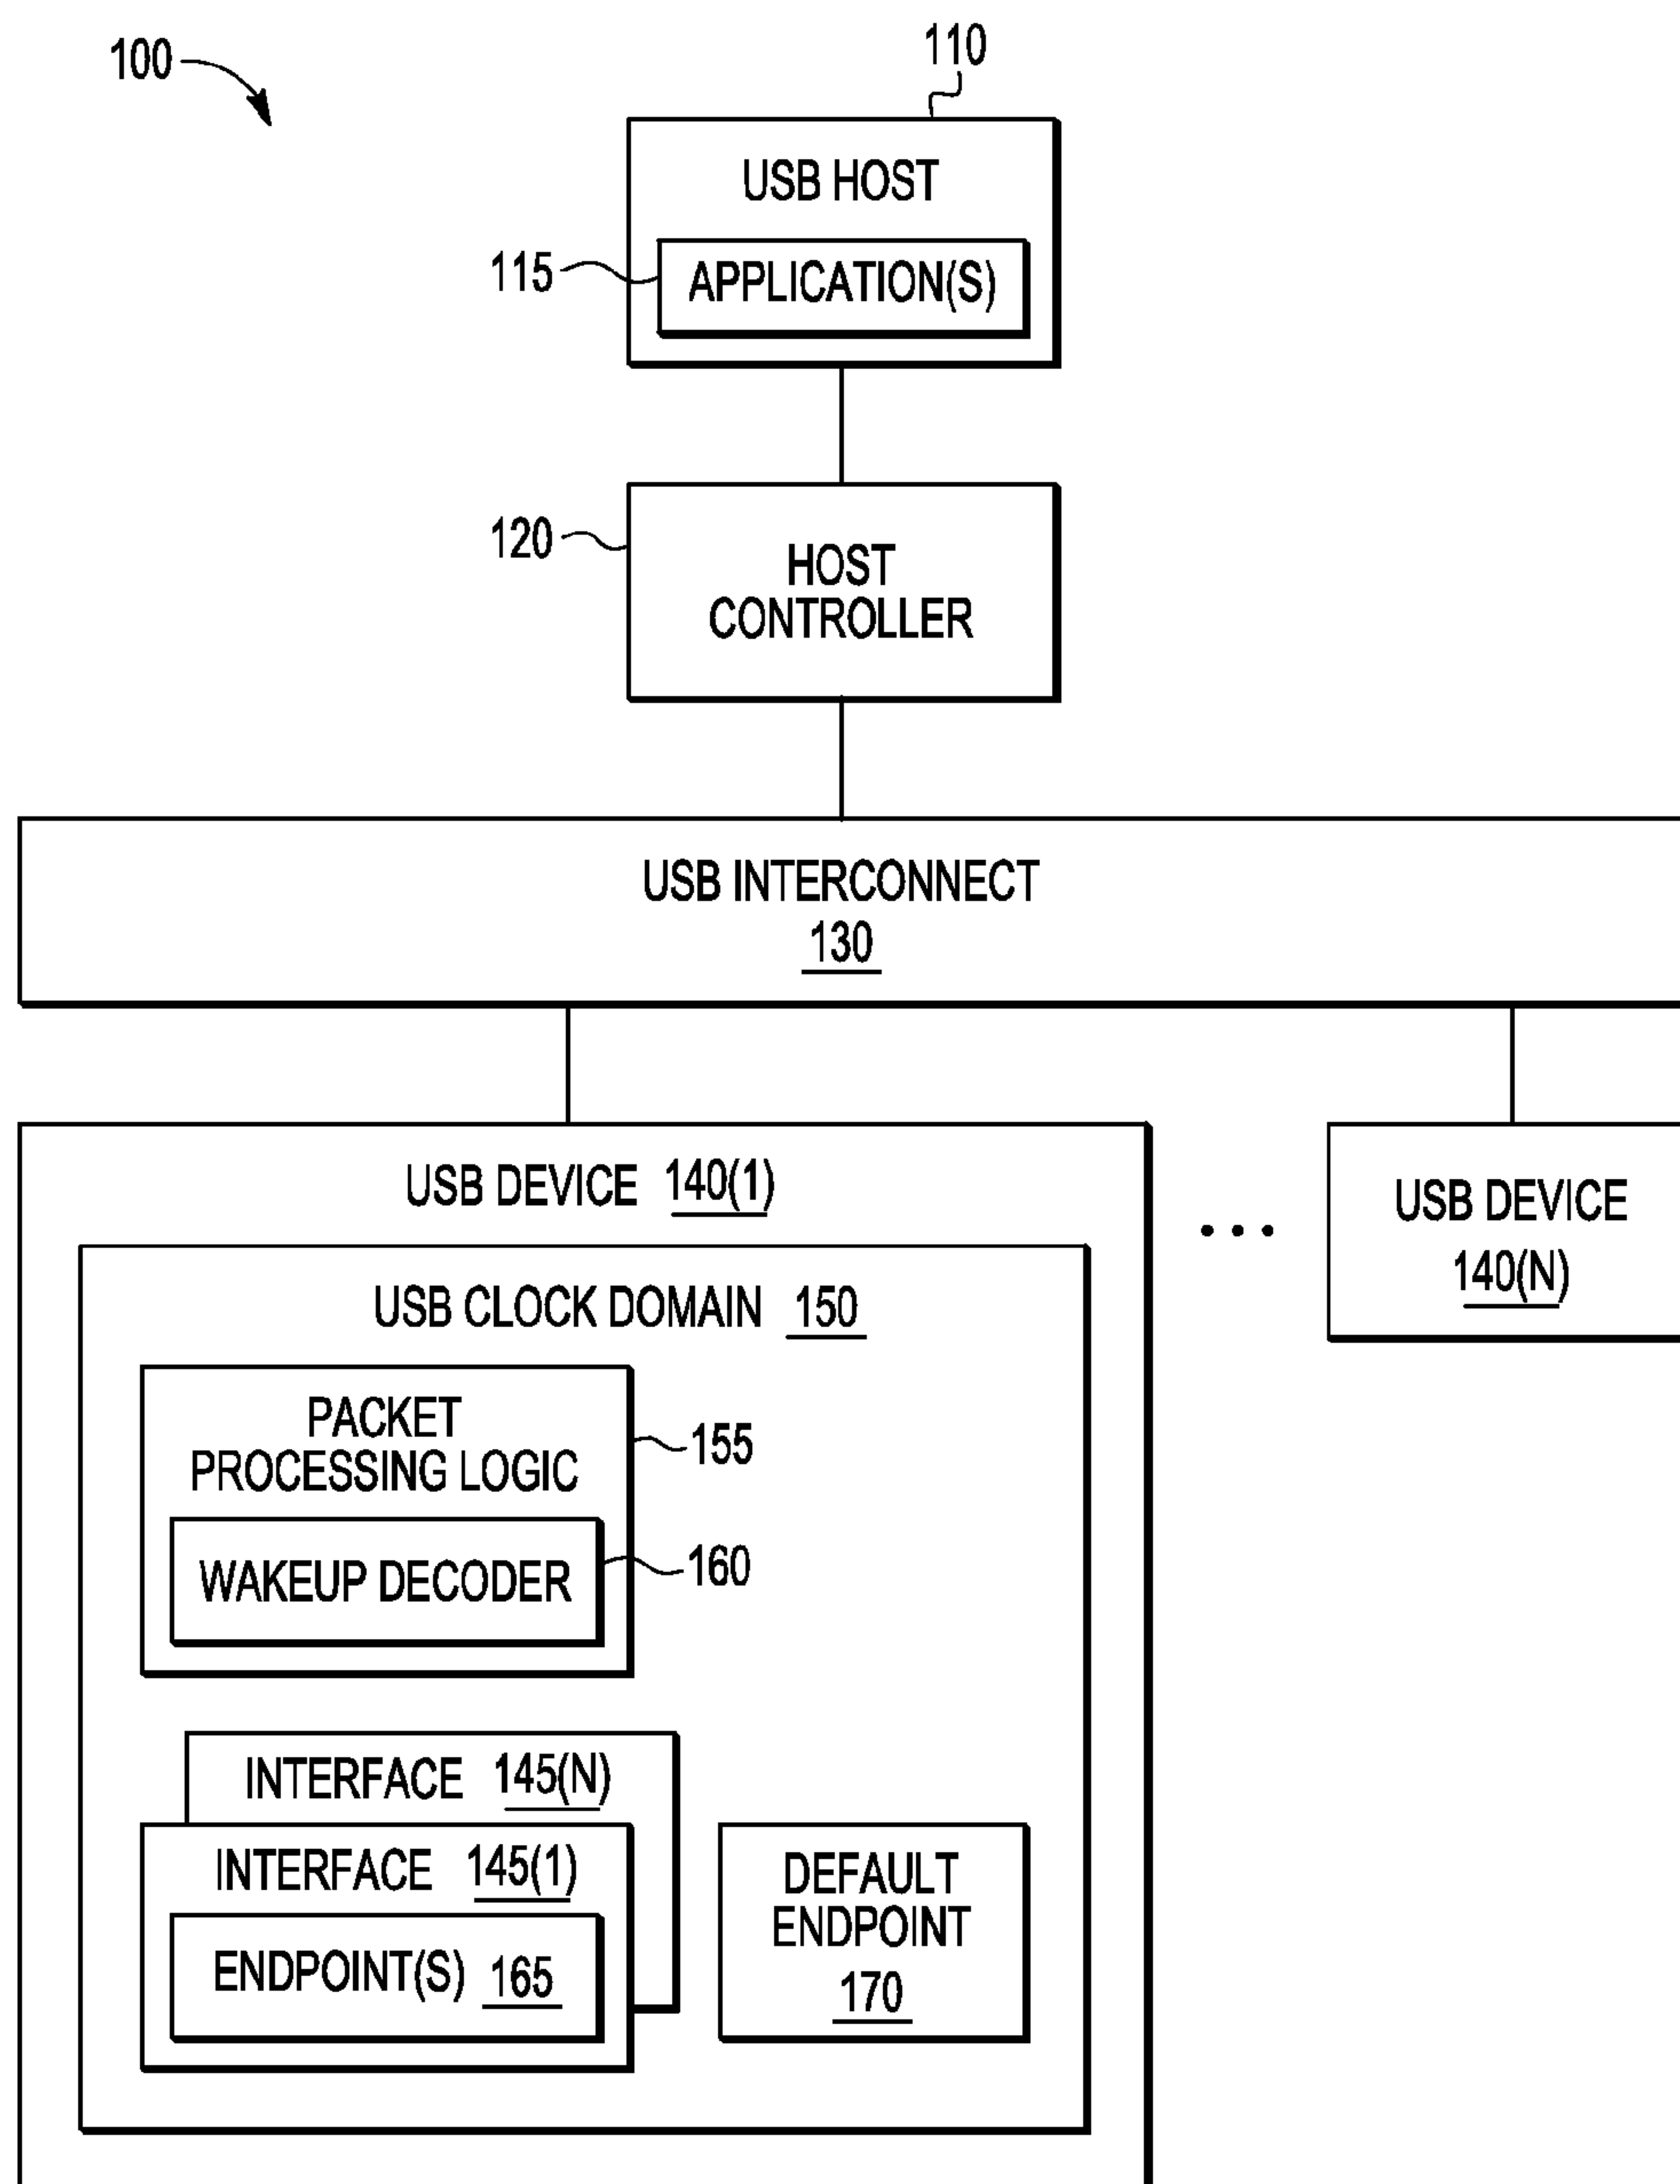 100
110
USB HOST
115
APPLICATION(S)
120
HOST
CONTROLLER
USB INTERCONNECT
130
USB DEVICE 140(1)
USB DEVICE
140(N)
USB CLOCK DOMAIN 150
PACKET
PROCESSING LOGIC
155
WAKEUP DECODER
160
INTERFACE 145(N)
INTERFACE 145(1)
ENDPOINT(S) 165
DEFAULT
ENDPOINT
170